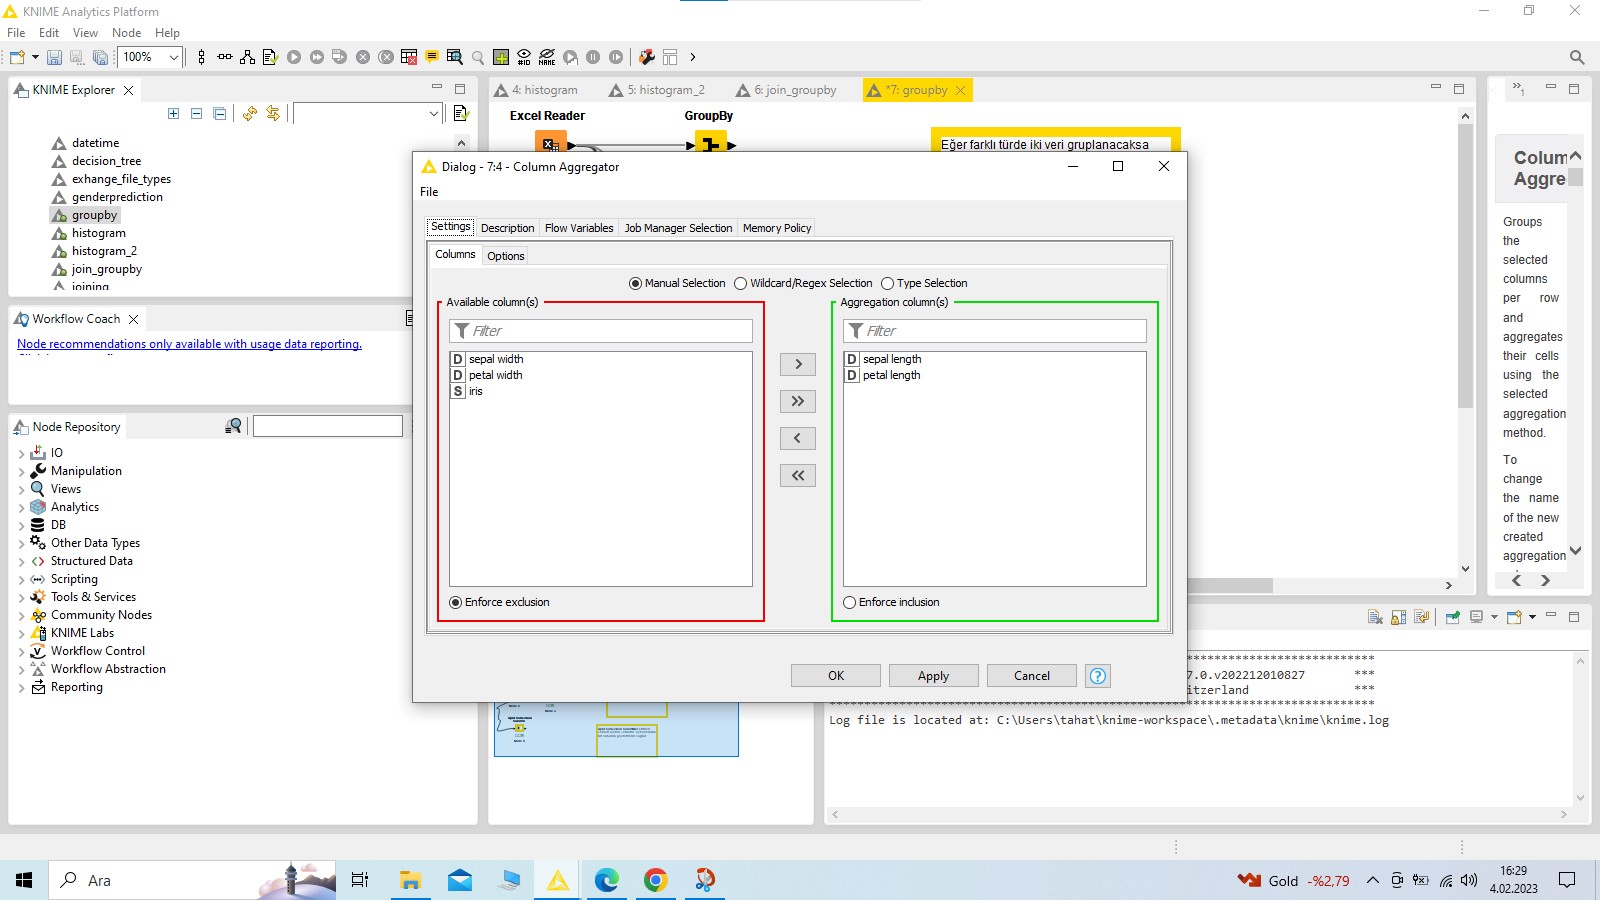 KNIME Analytics Platform
File Edit View Node Help
100%
#ID NAME
KNIME Explorer
datetime
decision_tree
exhange_file_types
genderprediction
groupby
histogram
histogram_2
join_groupby
joining
Workflow Coach
Node recommendations only available with usage data reporting.
Node Repository
IO
Manipulation
Views
Analytics
DB
Other Data Types
Structured Data
Scripting
Tools & Services
Community Nodes
KNIME Labs
Workflow Control
Workflow Abstraction
Reporting
4: histogram 5: histogram_2 6: join_groupby *7: groupby
Excel Reader GroupBy
Eğer farklı türde iki veri gruplanacaksa
Dialog - 7:4 - Column Aggregator
File
Settings Description Flow Variables Job Manager Selection Memory Policy
Columns Options
Manual Selection Wildcard/Regex Selection Type Selection
Available column(s)
Filter
D sepal width
D petal width
S iris
Enforce exclusion
Aggregation column(s)
Filter
D sepal length
D petal length
Enforce inclusion
OK Apply Cancel ?
Colum
Aggre
Groups
the
selected
columns
per row
and
aggregates
their cells
using the
selected
aggregation
method.
To
change
the name
of the new
created
aggregation
***************************
7.0.v202212010827 ***
itzerland ***
Log file is located at: C:\Users\tahat\knime-workspace\.metadata\knime\knime.log
Ara
Gold -%2,79
16:29
4.02.2023